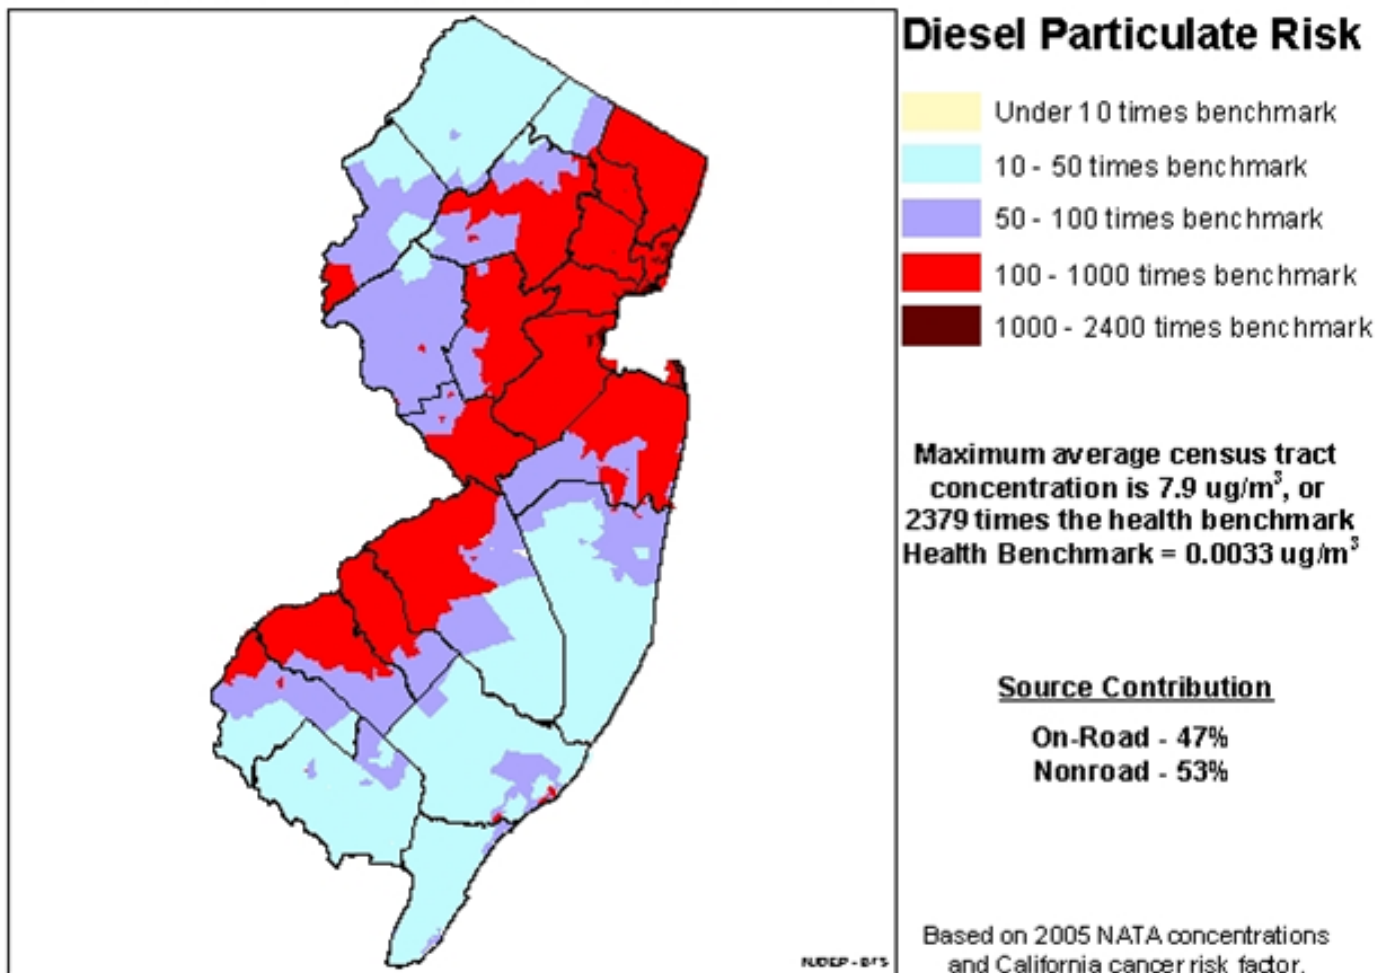 Diesel Particulate Risk
Under 10 times benchmark
10 - 50 times benchmark
50 - 100 times benchmark
100 - 1000 times benchmark
1000 - 2400 times benchmark
Maximum average census tract
concentration is 7.9 ug/m³, or
2379 times the health benchmark
Health Benchmark = 0.0033 ug/m³
Source Contribution
On-Road - 47%
Nonroad - 53%
Based on 2005 NATA concentrations
and California cancer risk factor.
NJDEP -